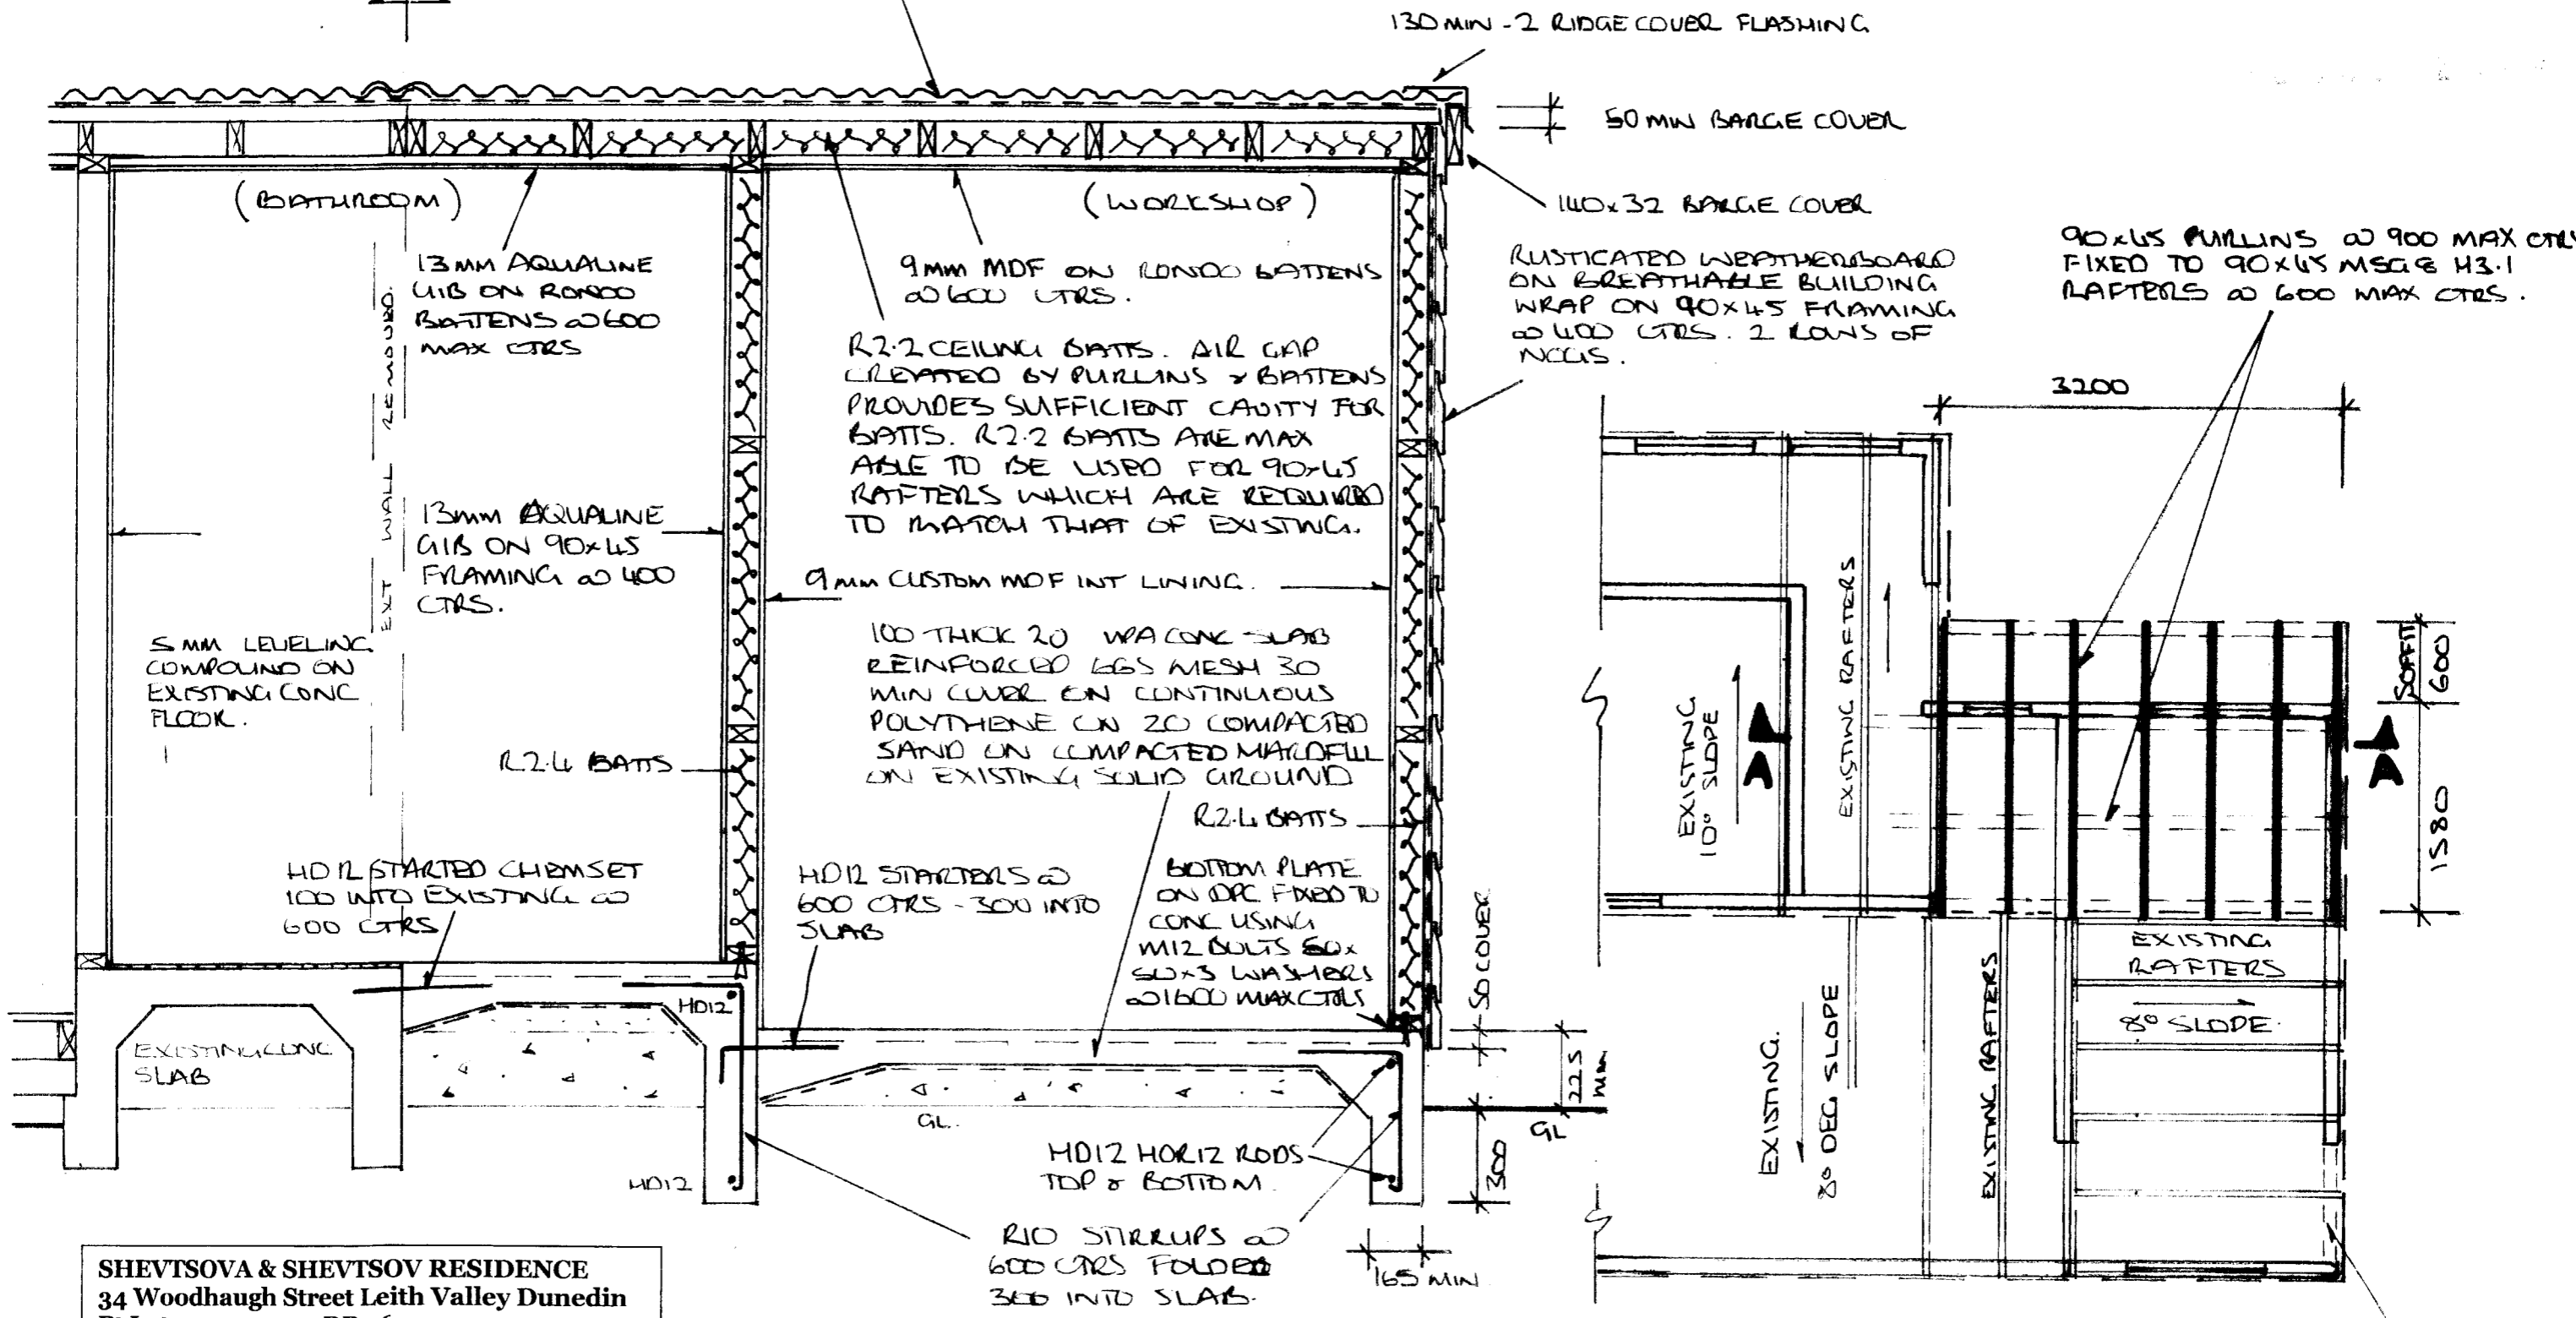 130 MIN - 2 RIDGE COVER FLASHING
50 MIN BARGE COVER
140x32 BARGE COVER
(BATHROOM)
(WORKSHOP)
13MM AQUALINE
GIB ON RONDO
BATTENS @ 600
MAX CTRS
9MM MDF ON RONDO BATTENS
@ 600 CTRS.
RUSTICATED WEATHERBOARD
ON BREATHABLE BUILDING
WRAP ON 90x45 FRAMING
@ 400 CTRS. 2 ROWS OF
NOGS.
90x45 PURLINS @ 900 MAX CTRS
FIXED TO 90x45 MSG8 H3.1
RAFTERS @ 600 MAX CTRS.
R2.2 CEILING BATTS. AIR GAP
CREATED BY PURLINS & BATTENS
PROVIDES SUFFICIENT CAVITY FOR
BATTS. R2.2 BATTS ARE MAX
ABLE TO BE USED FOR 90x45
RAFTERS WHICH ARE REQUIRED
TO MATCH THAT OF EXISTING.
EXT WALL REMOVED.
13MM AQUALINE
GIB ON 90x45
FRAMING @ 400
CTRS.
9MM CUSTOM MDF INT LINING.
5MM LEVELING
COMPOUND ON
EXISTING CONC
FLOOR.
100 THICK 20 MPA CONC SLAB
REINFORCED 665 MESH 30
MIN COVER ON CONTINUOUS
POLYTHENE ON 20 COMPACTED
SAND ON COMPACTED HARDFILL
ON EXISTING SOLID GROUND
R2.4 BATTS
R2.4 BATTS
HD12 STARTED CHEMSET
100 INTO EXISTING @
600 CTRS
HD12 STARTERS @
600 CTRS - 300 INTO
SLAB
BOTTOM PLATE
ON DPC FIXED TO
CONC USING
M12 BOLTS 50x
50x3 WASHERS
@ 1600 MAX CTRS
50 COVER
225
MIN
300
165 MIN
HD12
HD12
EXISTING CONC
SLAB
GL.
GL
HD12 HORIZ RODS
TOP & BOTTOM.
R10 STIRRUPS @
600 CTRS FOLDED
300 INTO SLAB.
3200
SOFFIT
600
1580
EXISTING
10° SLOPE
EXISTING RAFTERS
A
A
EXISTING
RAFTERS
8° SLOPE.
EXISTING.
8° DEG SLOPE
EXISTING RAFTERS
SHEVTSOVA & SHEVTSOV RESIDENCE
34 Woodhaugh Street Leith Valley Dunedin